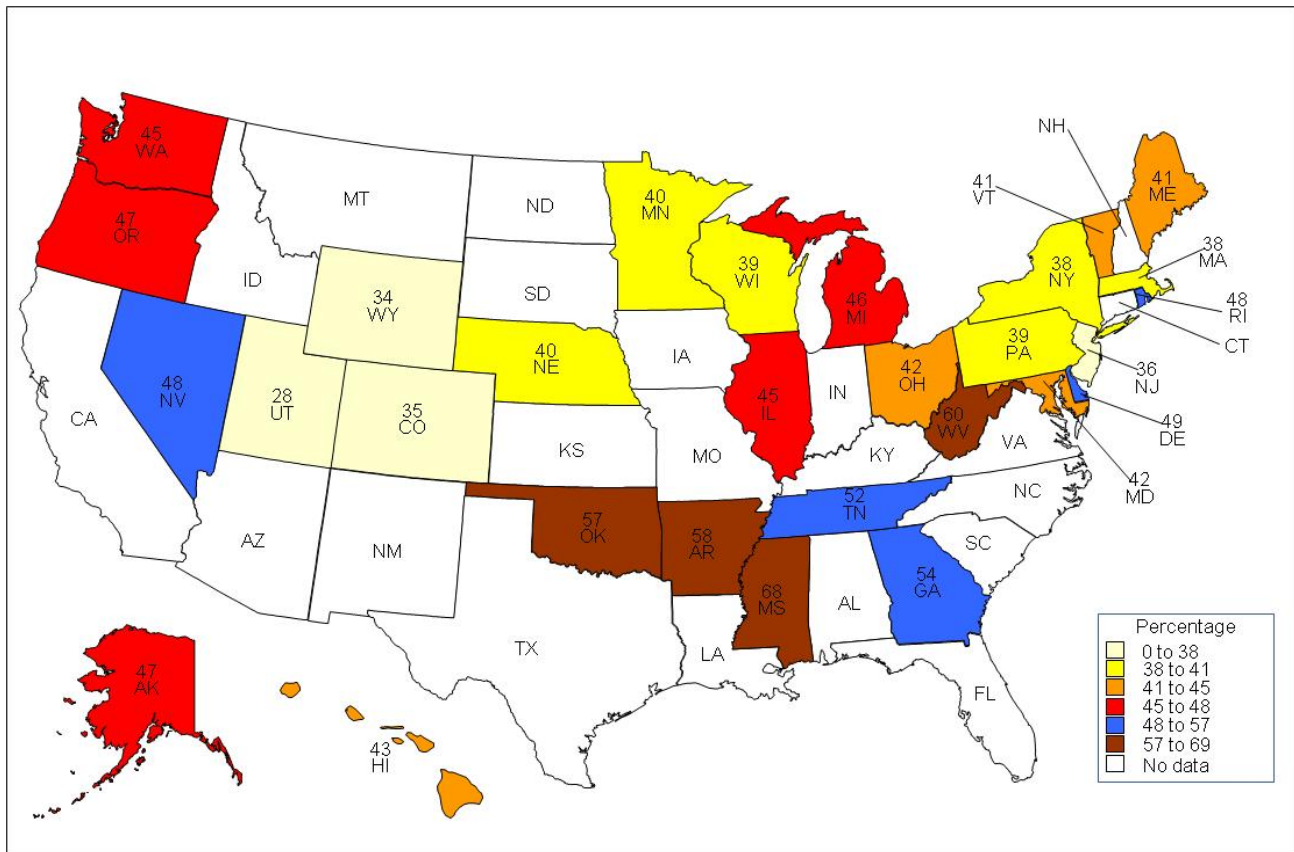 NH
45
WA
41
ME
41
VT
40
MN
MT
ND
47
OR
38
MA
39
WI
38
NY
ID
SD
48
RI
34
WY
46
MI
CT
39
PA
40
NE
IA
42
OH
36
NJ
48
NV
28
UT
35
CO
45
IL
IN
CA
60
WV
49
DE
KS
MO
KY
VA
42
MD
52
TN
NC
57
OK
58
AR
AZ
NM
SC
54
GA
68
MS
AL
TX
LA
FL
47
AK
43
HI
Percentage
0 to 38
38 to 41
41 to 45
45 to 48
48 to 57
57 to 69
No data